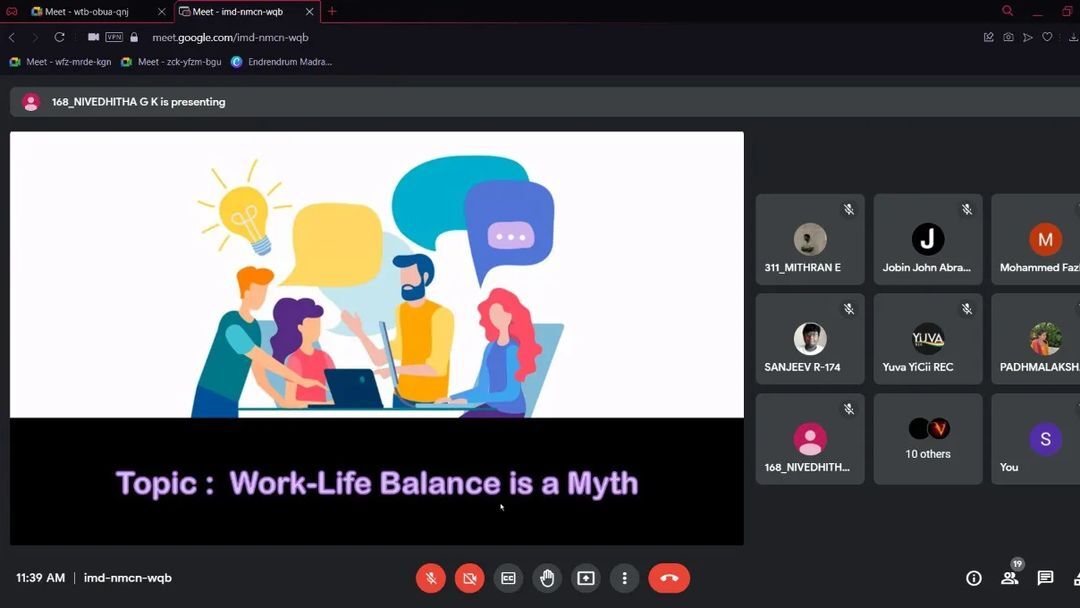 Meet - wtb-obua-qnj
Meet - imd-nmcn-wqb
VPN
meet.google.com/imd-nmcn-wqb
Meet - wfz-mrde-kgn
Meet - zck-yfzm-bgu
Endrendrum Madra...
168_NIVEDHITHA G K is presenting
311_MITHRAN E
J
Jobin John Abra...
M
Mohammed Fazl
SANJEEV R-174
YUVA
Yuva YiCii REC
PADHMALAKSH
168_NIVEDHITH...
V
10 others
S
You
Topic : Work-Life Balance is a Myth
11:39 AM | imd-nmcn-wqb
CC
19